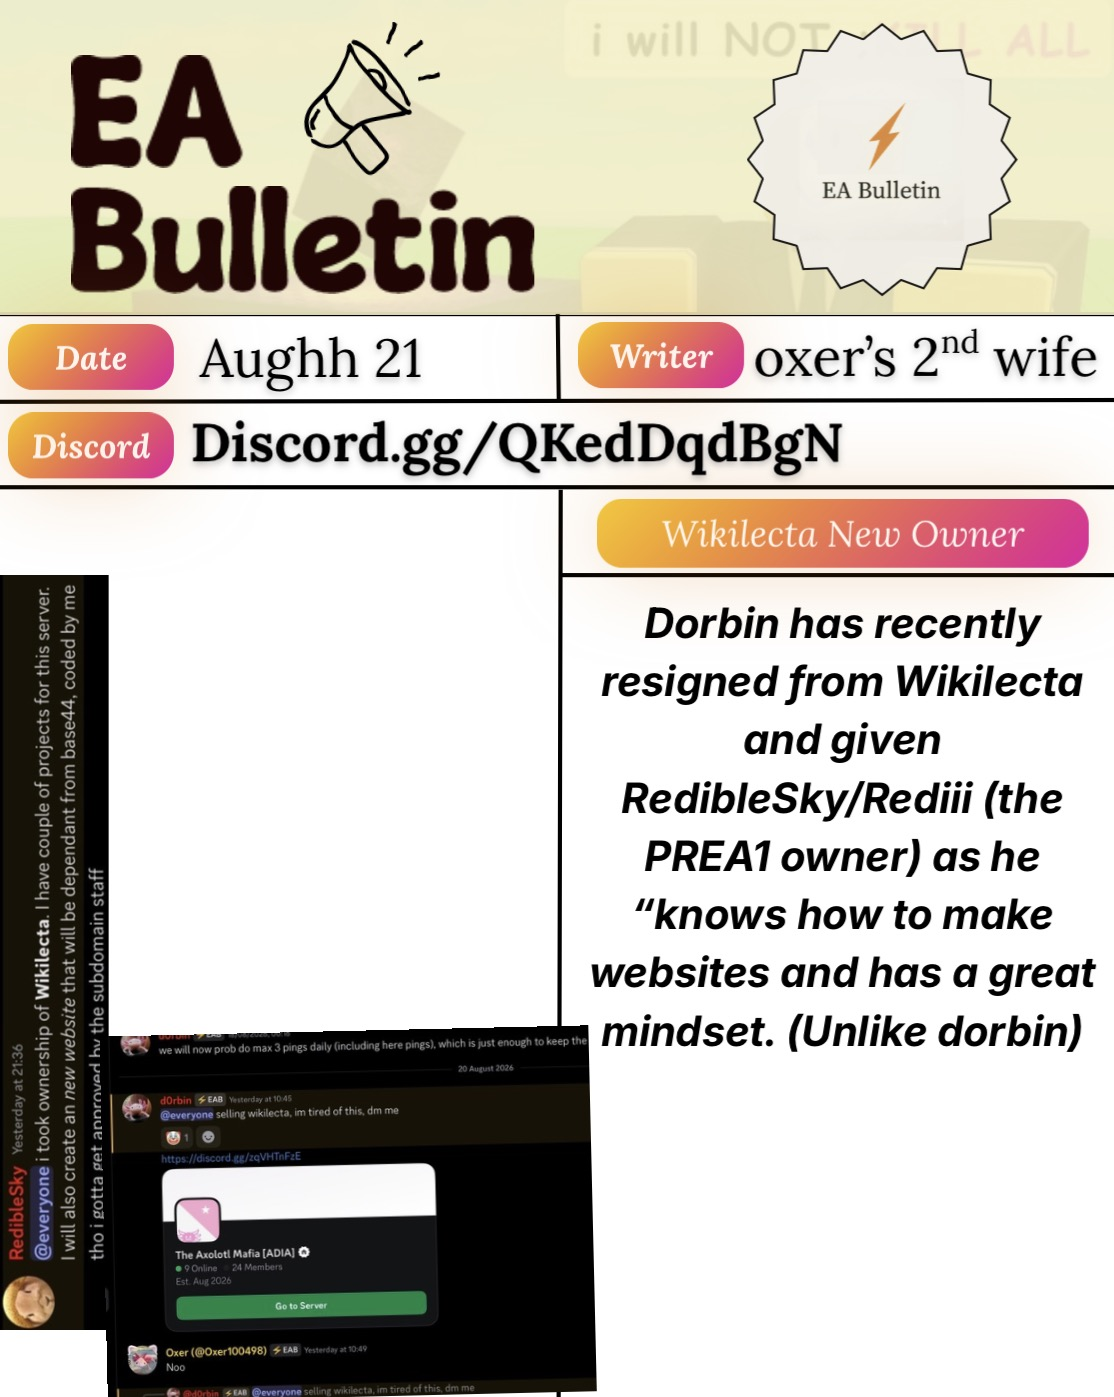 i will NOT ALL
EA
Bulletin
EA Bulletin
Date
Aughh 21
Writer
oxer’s 2nd wife
Discord
Discord.gg/QKedDqdBgN
RedibleSky Yesterday at 21:36
@everyone i took ownership of Wikilecta. I have couple of projects for this server.
I will also create an new website that will be dependant from base44, coded by me
tho i gotta get approved by the subdomain staff
d0rbin EAB
we will now prob do max 3 pings daily (including here pings), which is just enough to keep the
20 August 2026
d0rbin EAB Yesterday at 10:45
@everyone selling wikilecta, im tired of this, dm me
1
https://discord.gg/zqVHTnFzE
The Axolotl Mafia [ADIA]
9 Online 24 Members
Est. Aug 2026
Go to Server
Oxer (@Oxer100498) EAB Yesterday at 10:49
Noo
@d0rbin EAB @everyone selling wikilecta, im tired of this, dm me
Wikilecta New Owner
Dorbin has recently
resigned from Wikilecta
and given
RedibleSky/Rediii (the
PREA1 owner) as he
“knows how to make
websites and has a great
mindset. (Unlike dorbin)